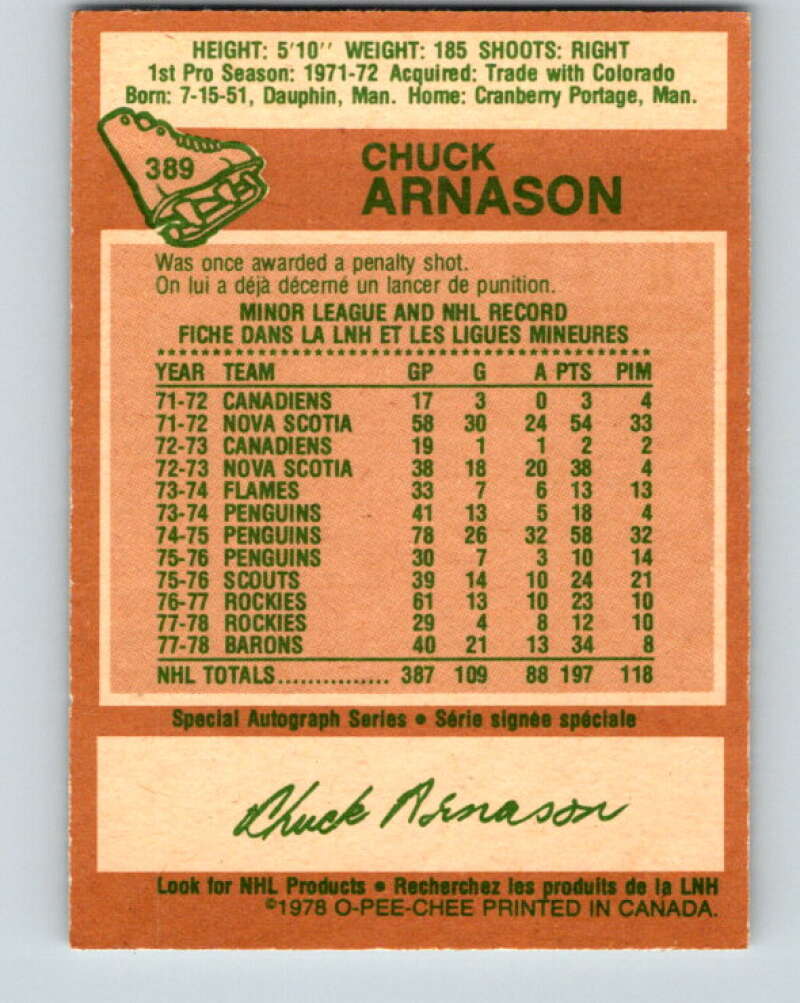 HEIGHT: 5'10'' WEIGHT: 185 SHOOTS: RIGHT
1st Pro Season: 1971-72 Acquired: Trade with Colorado
Born: 7-15-51, Dauphin, Man. Home: Cranberry Portage, Man.
389
CHUCK
ARNASON
Was once awarded a penalty shot.
On lui a déjà décerné un lancer de punition.
MINOR LEAGUE AND NHL RECORD
FICHE DANS LA LNH ET LES LIGUES MINEURES
YEAR TEAM GP G A PTS PIM
71-72 CANADIENS 17 3 0 3 4
71-72 NOVA SCOTIA 58 30 24 54 33
72-73 CANADIENS 19 1 1 2 2
72-73 NOVA SCOTIA 38 18 20 38 4
73-74 FLAMES 33 7 6 13 13
73-74 PENGUINS 41 13 5 18 4
74-75 PENGUINS 78 26 32 58 32
75-76 PENGUINS 30 7 3 10 14
75-76 SCOUTS 39 14 10 24 21
76-77 ROCKIES 61 13 10 23 10
77-78 ROCKIES 29 4 8 12 10
77-78 BARONS 40 21 13 34 8
NHL TOTALS............... 387 109 88 197 118
Special Autograph Series • Série signée spéciale
Chuck Arnason
Look for NHL Products • Recherchez les produits de la LNH
©1978 O-PEE-CHEE PRINTED IN CANADA.